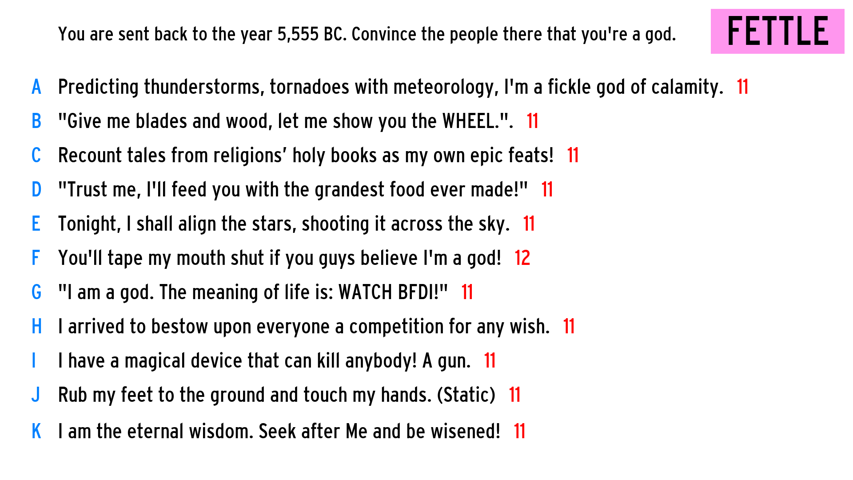 You are sent back to the year 5,555 BC. Convince the people there that you're a god.
FETTLE
A Predicting thunderstorms, tornadoes with meteorology, I'm a fickle god of calamity. 11
B "Give me blades and wood, let me show you the WHEEL.". 11
C Recount tales from religions’ holy books as my own epic feats! 11
D "Trust me, I'll feed you with the grandest food ever made!" 11
E Tonight, I shall align the stars, shooting it across the sky. 11
F You'll tape my mouth shut if you guys believe I'm a god! 12
G "I am a god. The meaning of life is: WATCH BFDI!" 11
H I arrived to bestow upon everyone a competition for any wish. 11
I I have a magical device that can kill anybody! A gun. 11
J Rub my feet to the ground and touch my hands. (Static) 11
K I am the eternal wisdom. Seek after Me and be wisened! 11